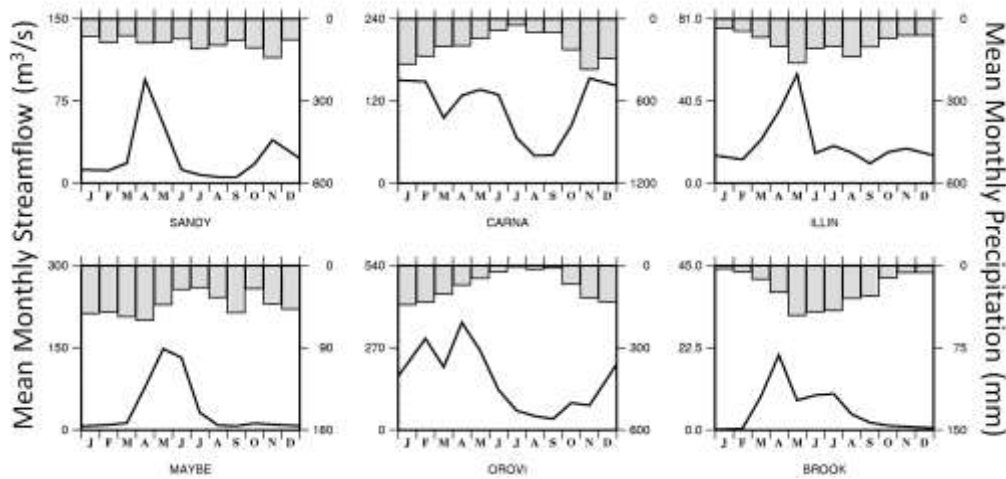 Mean Monthly Streamflow (m³/s)
150
75
0
0
300
600
J F M A M J J A S O N D
SANDY
240
120
0
0
600
1200
J F M A M J J A S O N D
CARNA
81.0
40.5
0.0
0
300
600
J F M A M J J A S O N D
ILLIN
300
150
0
0
90
180
J F M A M J J A S O N D
MAYBE
540
270
0
0
300
600
J F M A M J J A S O N D
OROVI
45.0
22.5
0.0
0
75
150
J F M A M J J A S O N D
BROOK
Mean Monthly Precipitation (mm)